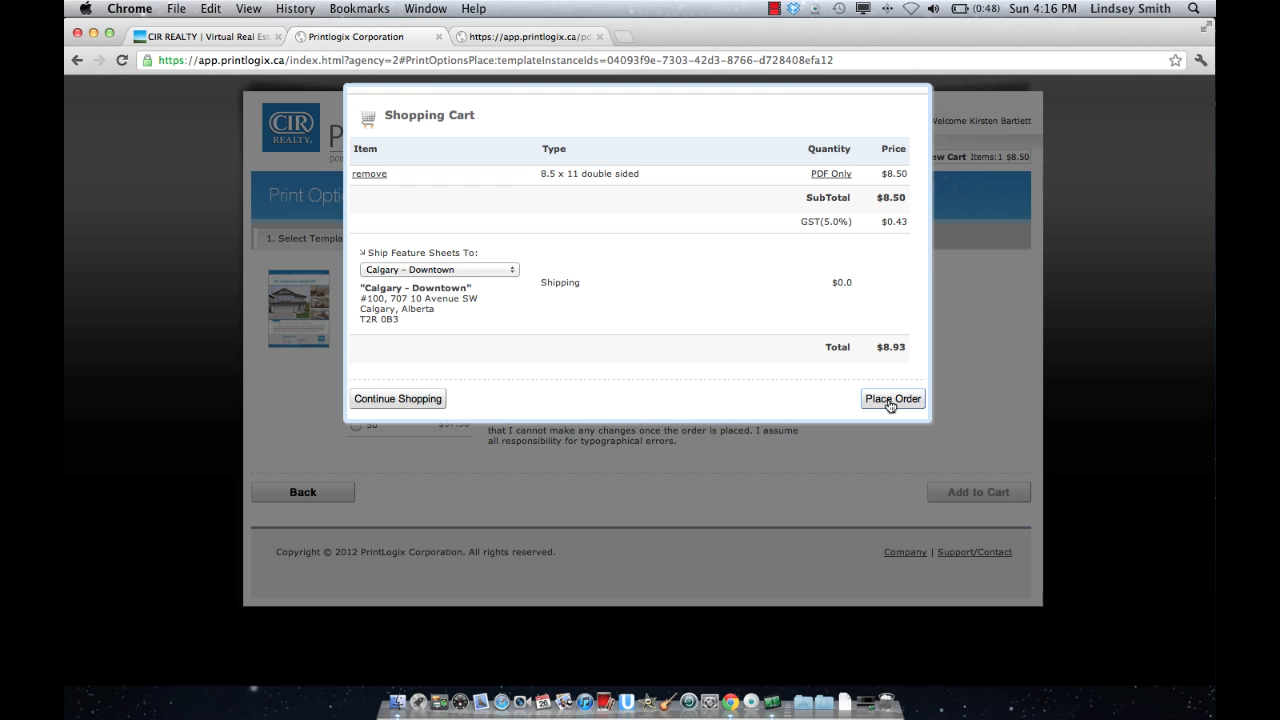 Chrome File Edit View History Bookmarks Window Help (0:48) Sun 4:16 PM Lindsey Smith
CIR REALTY | Virtual Real Est
Printlogix Corporation
https://app.printlogix.ca/pd
https://app.printlogix.ca/index.html?agency=2#PrintOptionsPlace:templateInstanceIds=04093f9e-7303-42d3-8766-d728408efa12
CIR
REALTY
P
pou
Welcome Kirsten Bartlett
ew Cart Items:1 $8.50
Print Opti
1. Select Templa
Shopping Cart
Item Type Quantity Price
remove 8.5 x 11 double sided PDF Only $8.50
SubTotal $8.50
GST(5.0%) $0.43
Ship Feature Sheets To:
Calgary - Downtown
"Calgary - Downtown"
#100, 707 10 Avenue SW
Calgary, Alberta
T2R 0B3
Shipping $0.0
Total $8.93
Continue Shopping Place Order
50
that I cannot make any changes once the order is placed. I assume
all responsibility for typographical errors.
Back Add to Cart
Copyright © 2012 PrintLogix Corporation. All rights reserved.
Company | Support/Contact